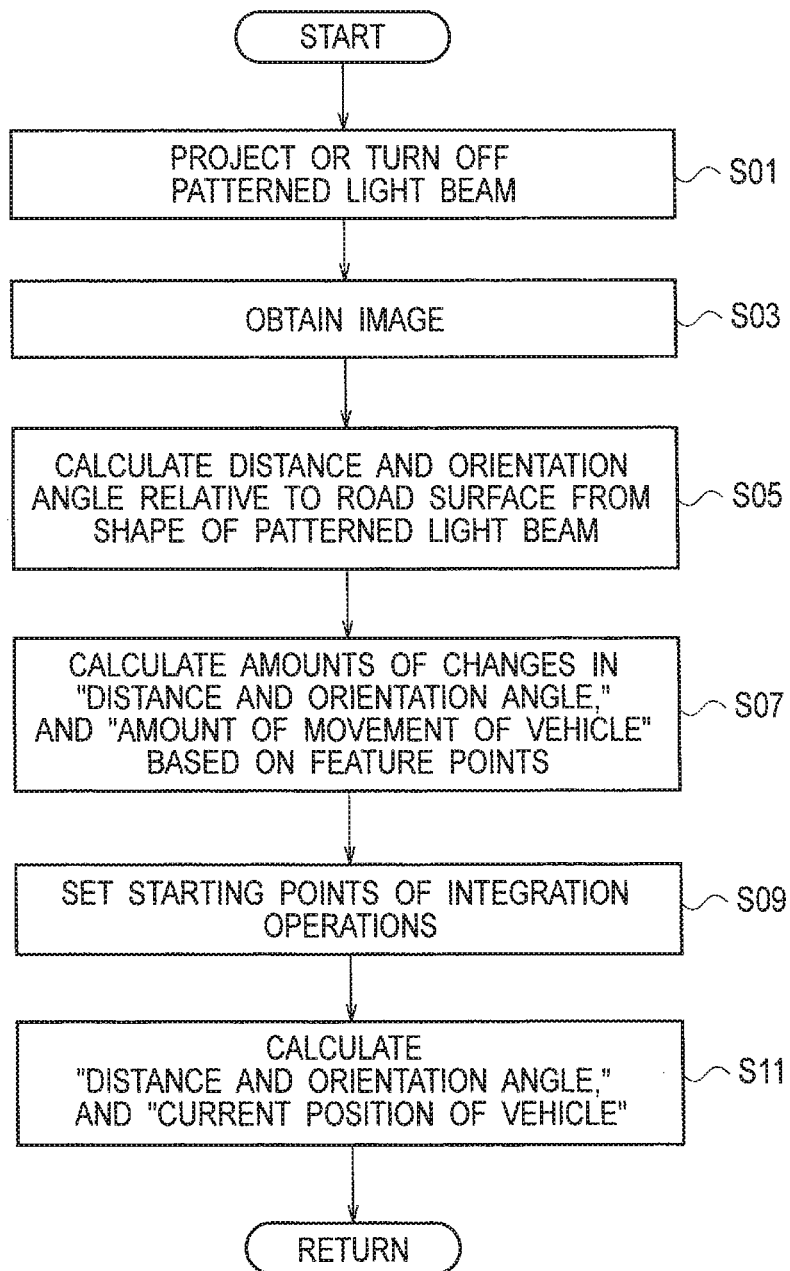 START
PROJECT OR TURN OFF
PATTERNED LIGHT BEAM
S01
OBTAIN IMAGE
S03
CALCULATE DISTANCE AND ORIENTATION
ANGLE RELATIVE TO ROAD SURFACE FROM
SHAPE OF PATTERNED LIGHT BEAM
S05
CALCULATE AMOUNTS OF CHANGES IN
"DISTANCE AND ORIENTATION ANGLE,"
AND "AMOUNT OF MOVEMENT OF VEHICLE"
BASED ON FEATURE POINTS
S07
SET STARTING POINTS OF INTEGRATION
OPERATIONS
S09
CALCULATE
"DISTANCE AND ORIENTATION ANGLE,"
AND "CURRENT POSITION OF VEHICLE"
S11
RETURN